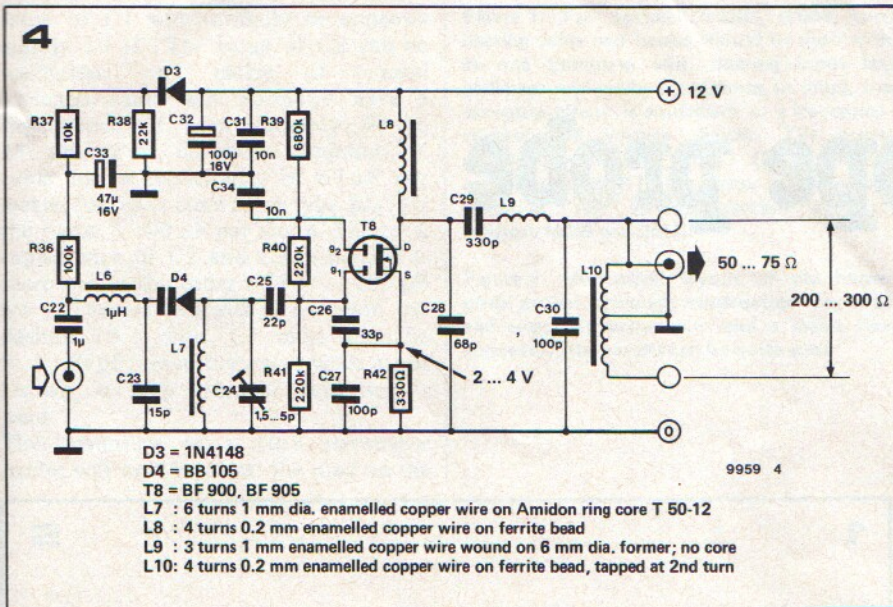 4
D3
12 V
R37
10k
R38
22k
C32
100µ
16V
C31
10n
R39
680k
L8
C33
47µ
16V
C34
10n
T8
C29
330p
L9
g2
g1
D
S
R36
100k
R40
220k
50 ... 75 Ω
L6
1µH
D4
C25
22p
C26
33p
L10
200
300 Ω
C22
1µ
L7
C28
68p
C30
100p
2 ... 4 V
C23
15p
C24
1,5...5p
R41
220k
C27
100p
R42
330Ω
0
D3 = 1N4148
D4 = BB 105
T8 = BF 900, BF 905
9959 4
L7 : 6 turns 1 mm dia. enamelled copper wire on Amidon ring core T 50-12
L8 : 4 turns 0.2 mm enamelled copper wire on ferrite bead
L9 : 3 turns 1 mm enamelled copper wire wound on 6 mm dia. former; no core
L10: 4 turns 0.2 mm enamelled copper wire on ferrite bead, tapped at 2nd turn